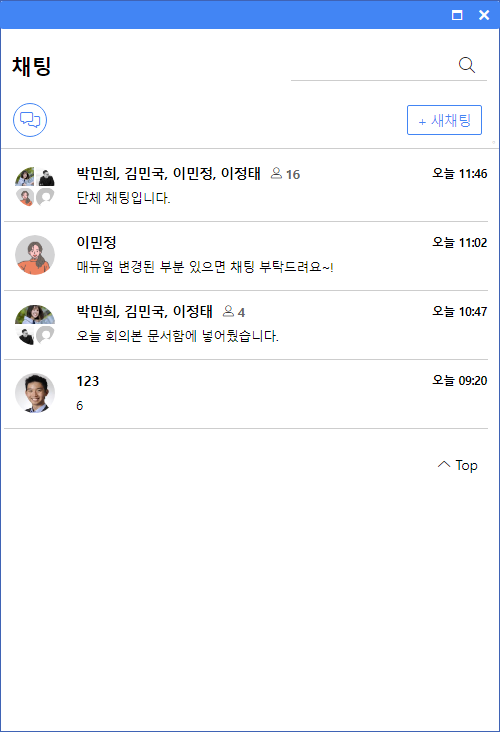 채팅
+ 새채팅
박민희, 김민국, 이민정, 이정태 16 오늘 11:46
단체 채팅입니다.
이민정 오늘 11:02
매뉴얼 변경된 부분 있으면 채팅 부탁드려요~!
박민희, 김민국, 이정태 4 오늘 10:47
오늘 회의본 문서함에 넣어뒀습니다.
123 오늘 09:20
6
Top